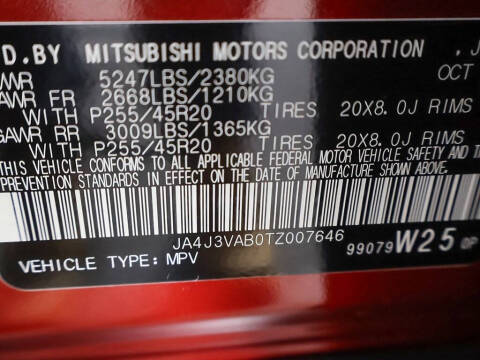 D.BY MITSUBISHI MOTORS CORPORATION, J
WR 5247LBS/2380KG OCT
AWR FR 2668LBS/1210KG
WITH P255/45R20 TIRES 20X8.0J RIMS
GAWR RR 3009LBS/1365KG
WITH P255/45R20 TIRES 20X8.0J RIMS
THIS VEHICLE CONFORMS TO ALL APPLICABLE FEDERAL MOTOR VEHICLE SAFETY AND TH
PREVENTION STANDARDS IN EFFECT ON THE DATE OF MANUFACTURE SHOWN ABOVE.
JA4J3VAB0TZ007646
99079 W25 0P
VEHICLE TYPE: MPV